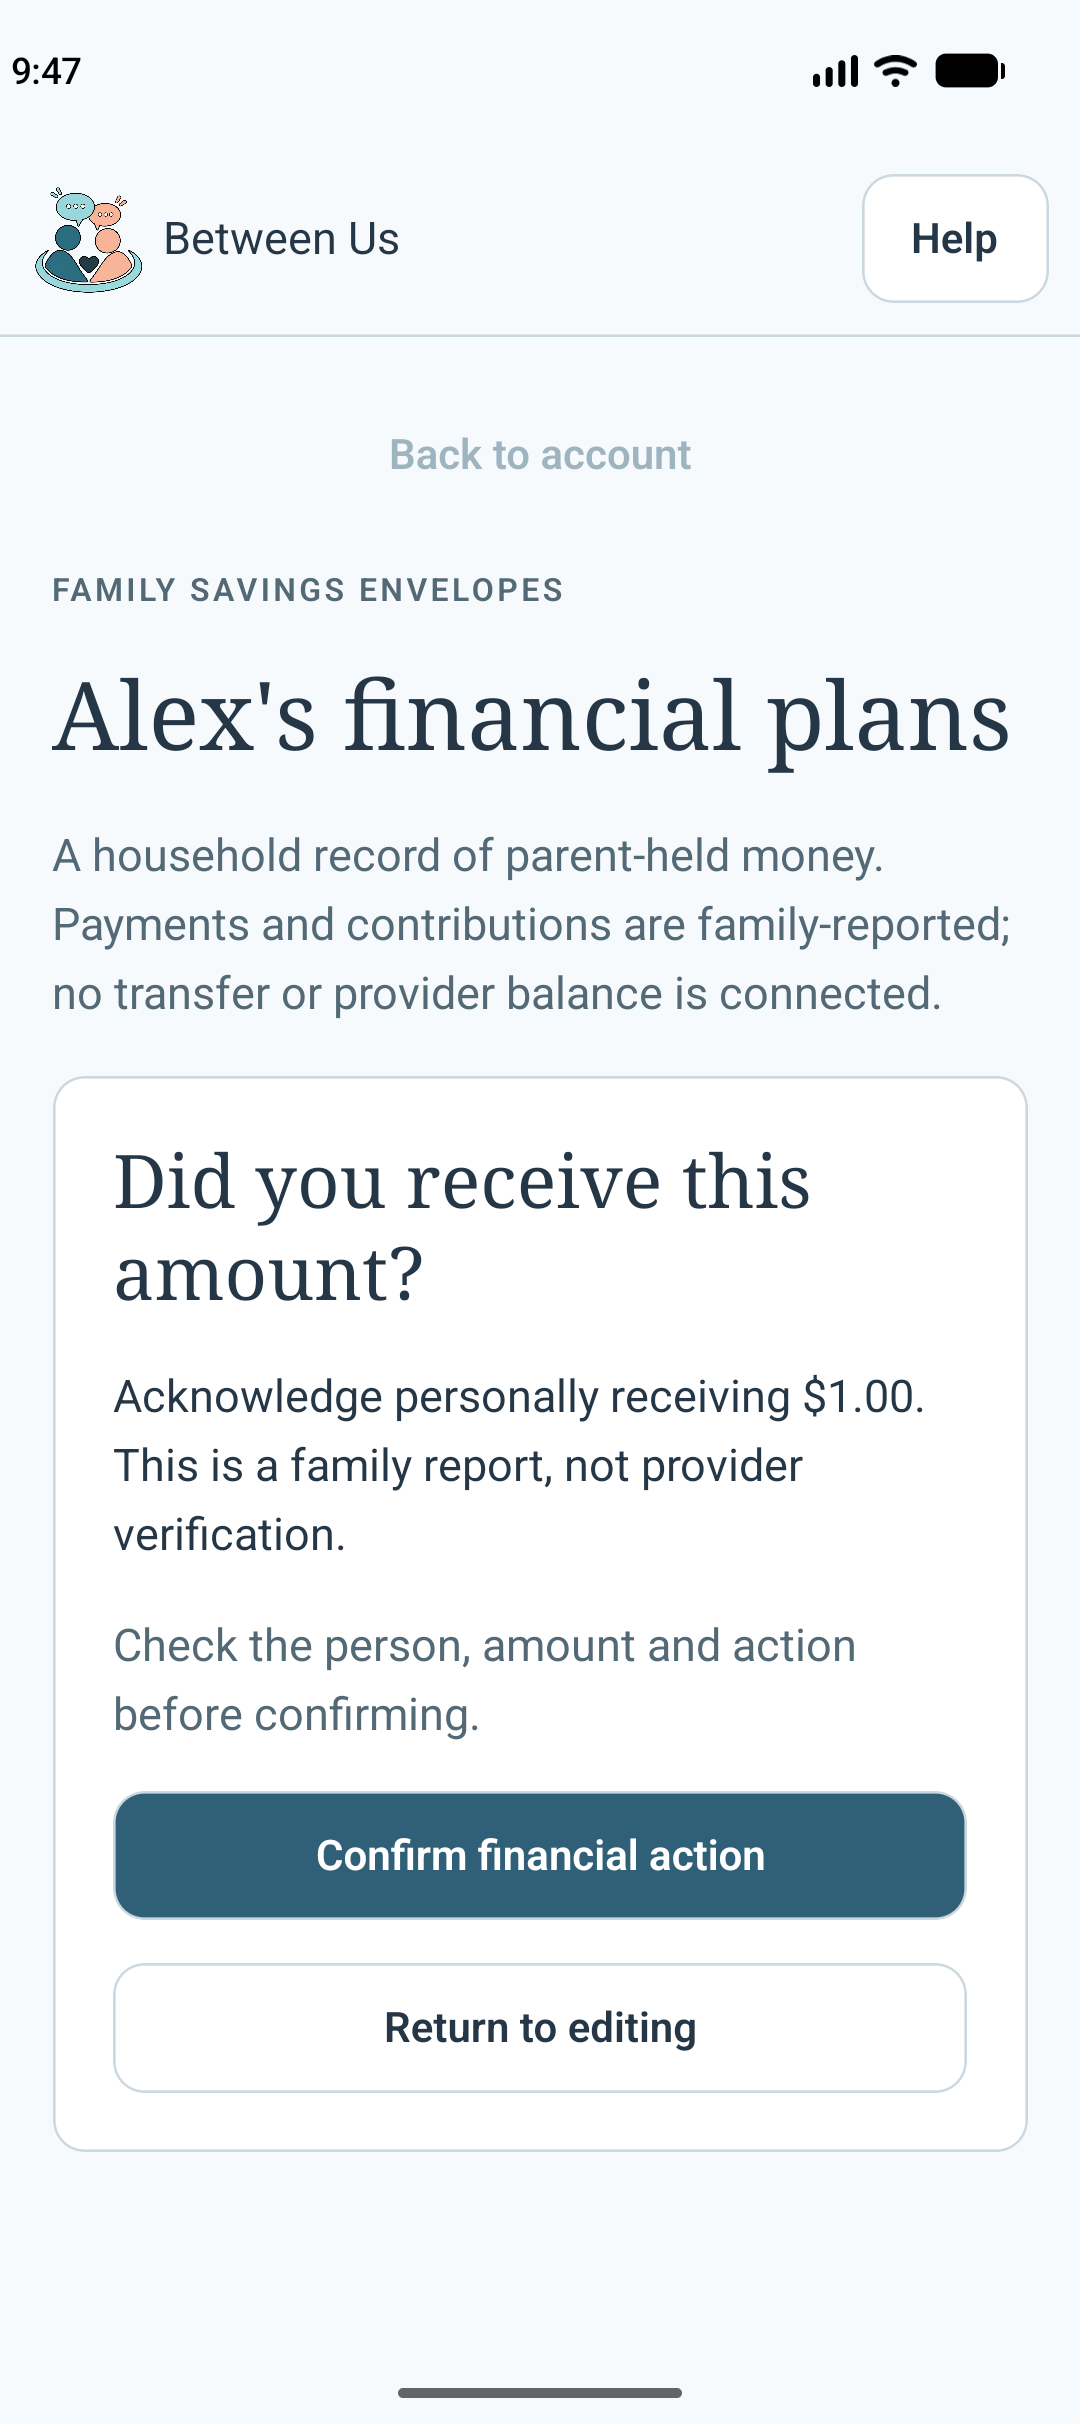 9:47
Between Us
Help
Back to account
FAMILY SAVINGS ENVELOPES
Alex's financial plans
A household record of parent-held money.
Payments and contributions are family-reported;
no transfer or provider balance is connected.
Did you receive this
amount?
Acknowledge personally receiving $1.00.
This is a family report, not provider
verification.
Check the person, amount and action
before confirming.
Confirm financial action
Return to editing